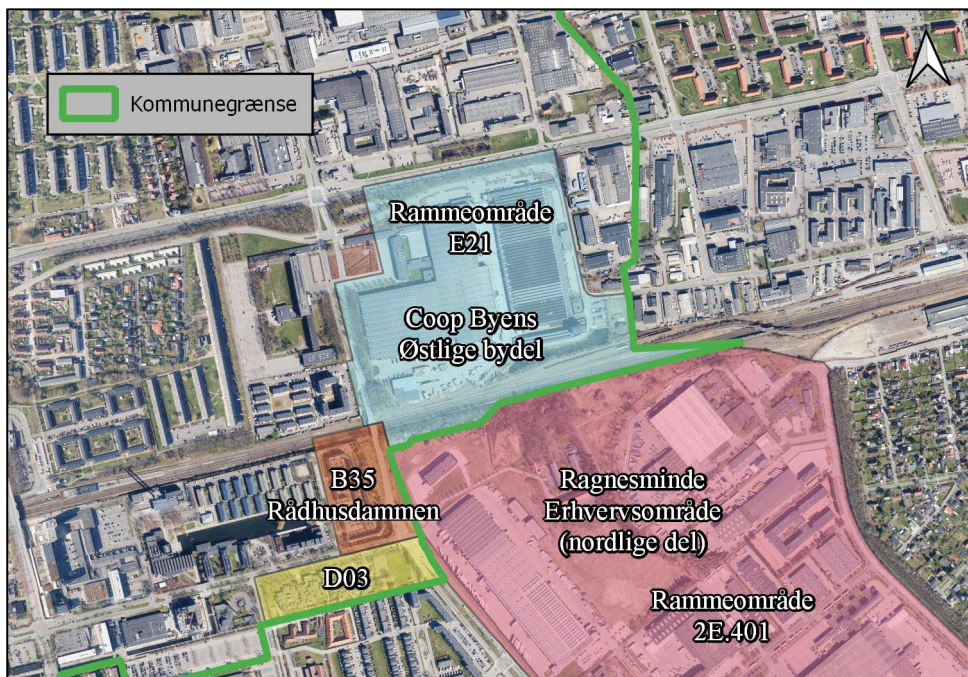 Kommunegrænse
Rammeområde
E21
Coop Byens
Østlige bydel
B35
Rådhusdammen
Ragnesminde
Erhvervsområde
(nordlige del)
D03
Rammeområde
2E.401